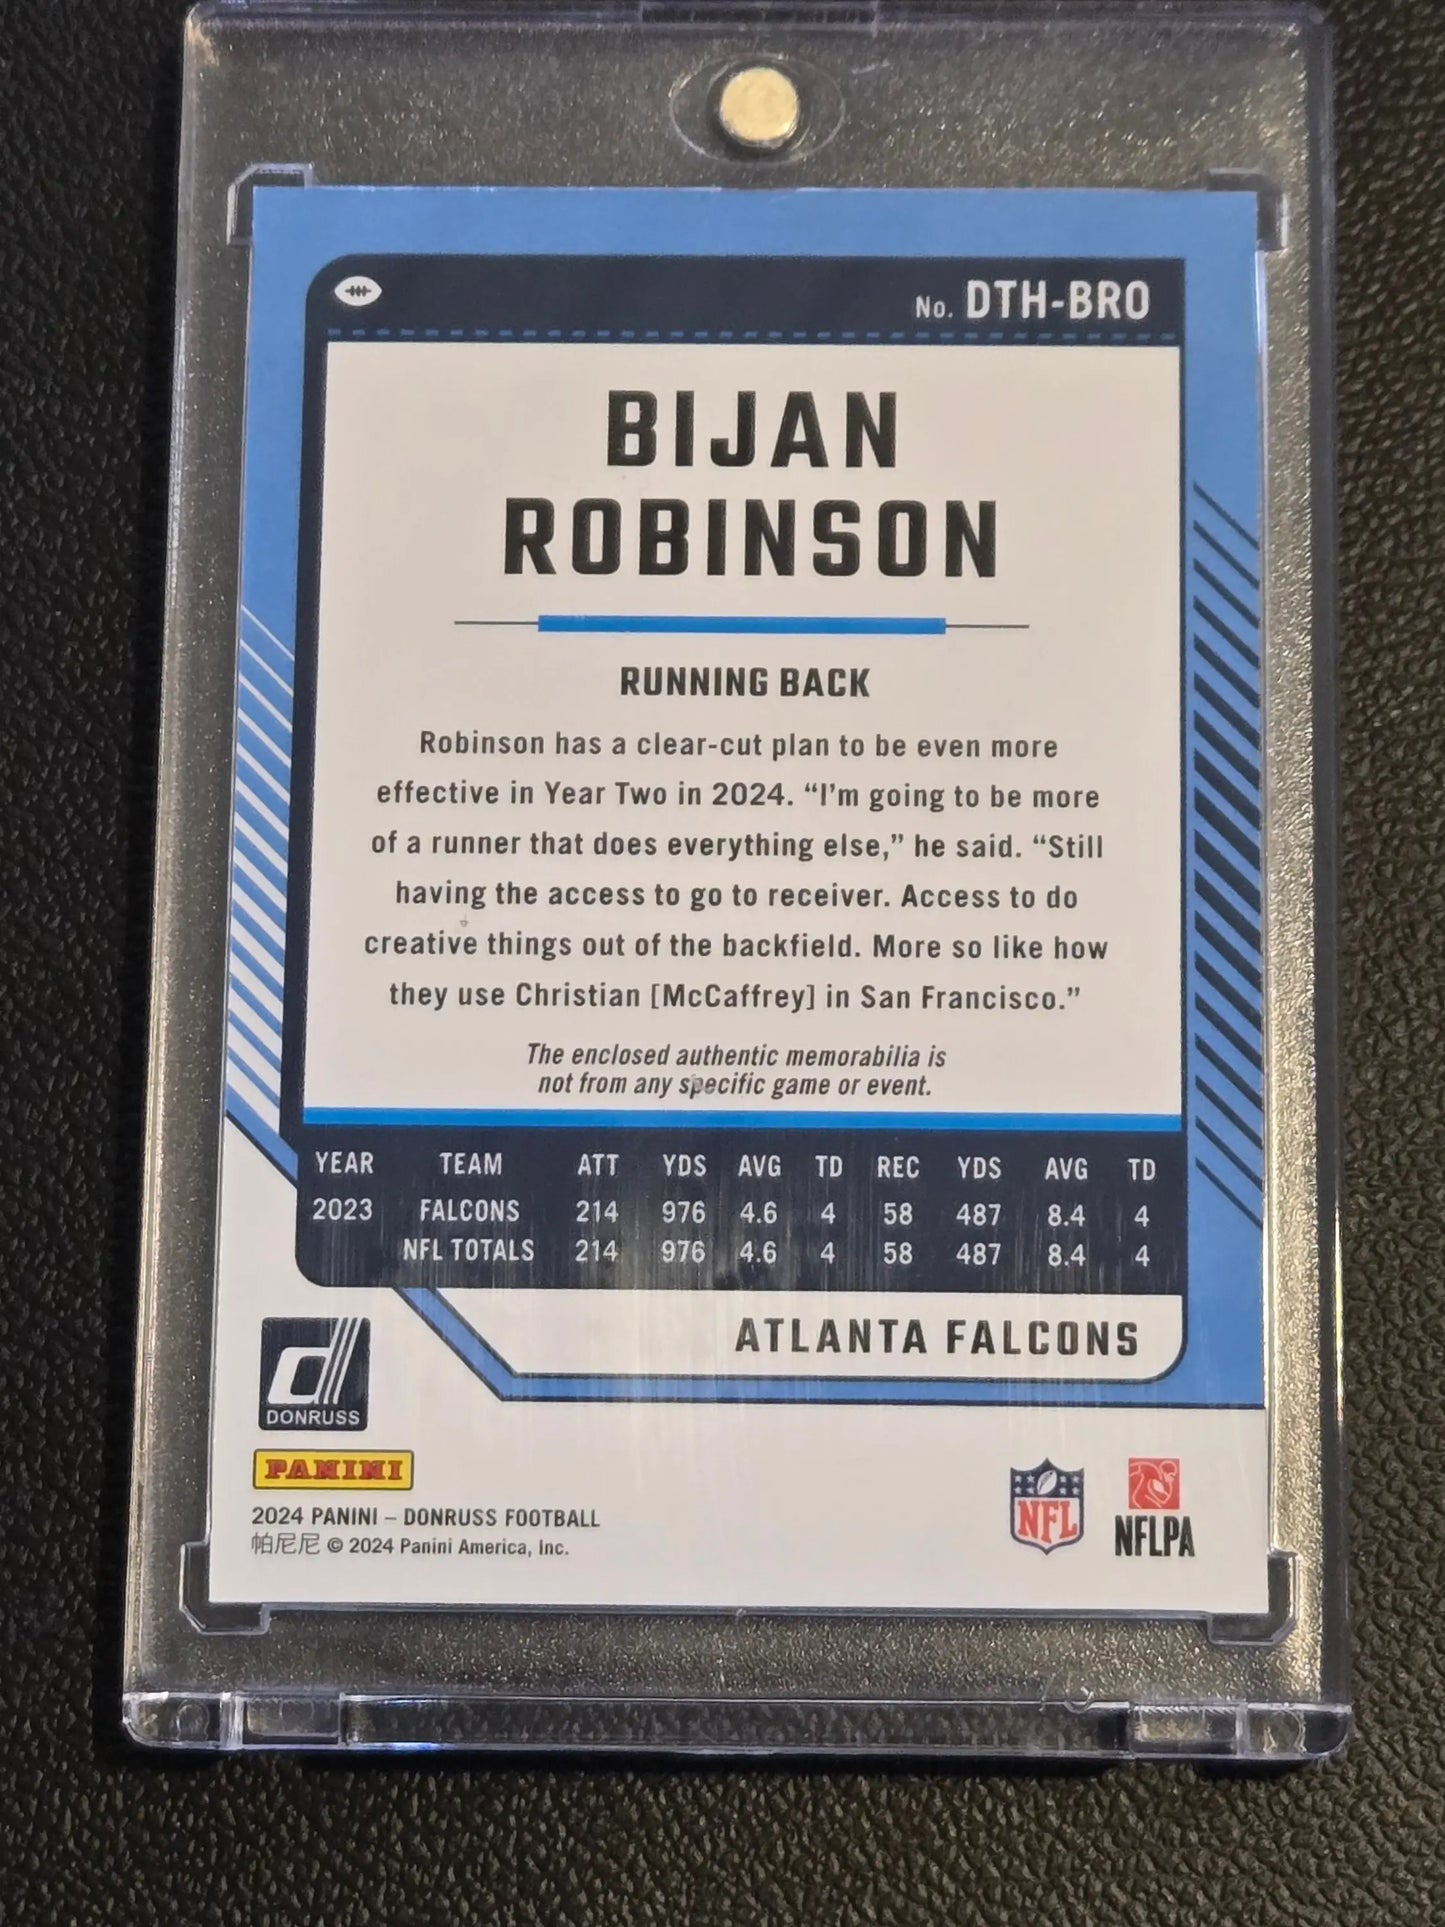 No. DTH-BRO
BIJAN
ROBINSON
RUNNING BACK
Robinson has a clear-cut plan to be even more
effective in Year Two in 2024. “I'm going to be more
of a runner that does everything else,” he said. “Still
having the access to go to receiver. Access to do
creative things out of the backfield. More so like how
they use Christian [McCaffrey] in San Francisco.”
The enclosed authentic memorabilia is
not from any specific game or event.
YEAR TEAM ATT YDS AVG TD REC YDS AVG TD
2023 FALCONS 214 976 4.6 4 58 487 8.4 4
NFL TOTALS 214 976 4.6 4 58 487 8.4 4
ATLANTA FALCONS
d
DONRUSS
PANINI
2024 PANINI – DONRUSS FOOTBALL
帕尼尼 © 2024 Panini America, Inc.
NFL
NFLPA